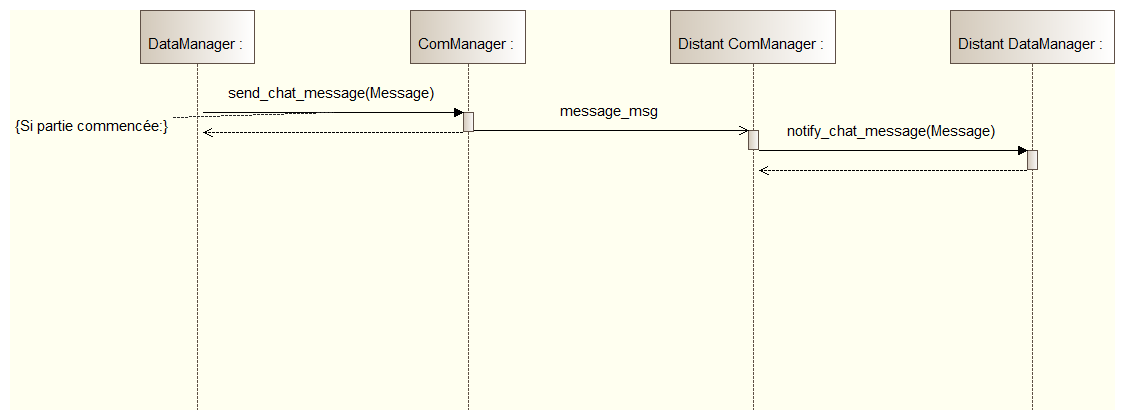 DataManager :
ComManager :
Distant ComManager :
Distant DataManager :
send_chat_message(Message)
{Si partie commencée:}
message_msg
notify_chat_message(Message)